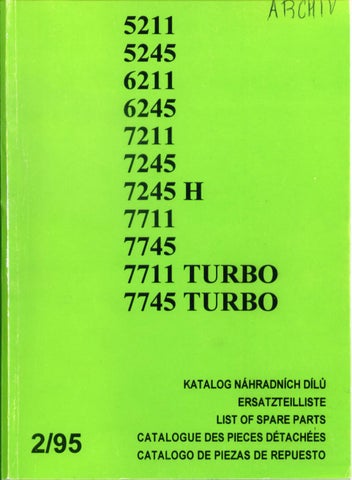 ARCHIV
5211
5245
6211
6245
7211
7245
7245 H
7711
7745
7711 TURBO
7745 TURBO
KATALOG NÁHRADNÍCH DÍLŮ
ERSATZTEILLISTE
LIST OF SPARE PARTS
CATALOGUE DES PIECES DÉTACHÉES
CATALOGO DE PIEZAS DE REPUESTO
2/95